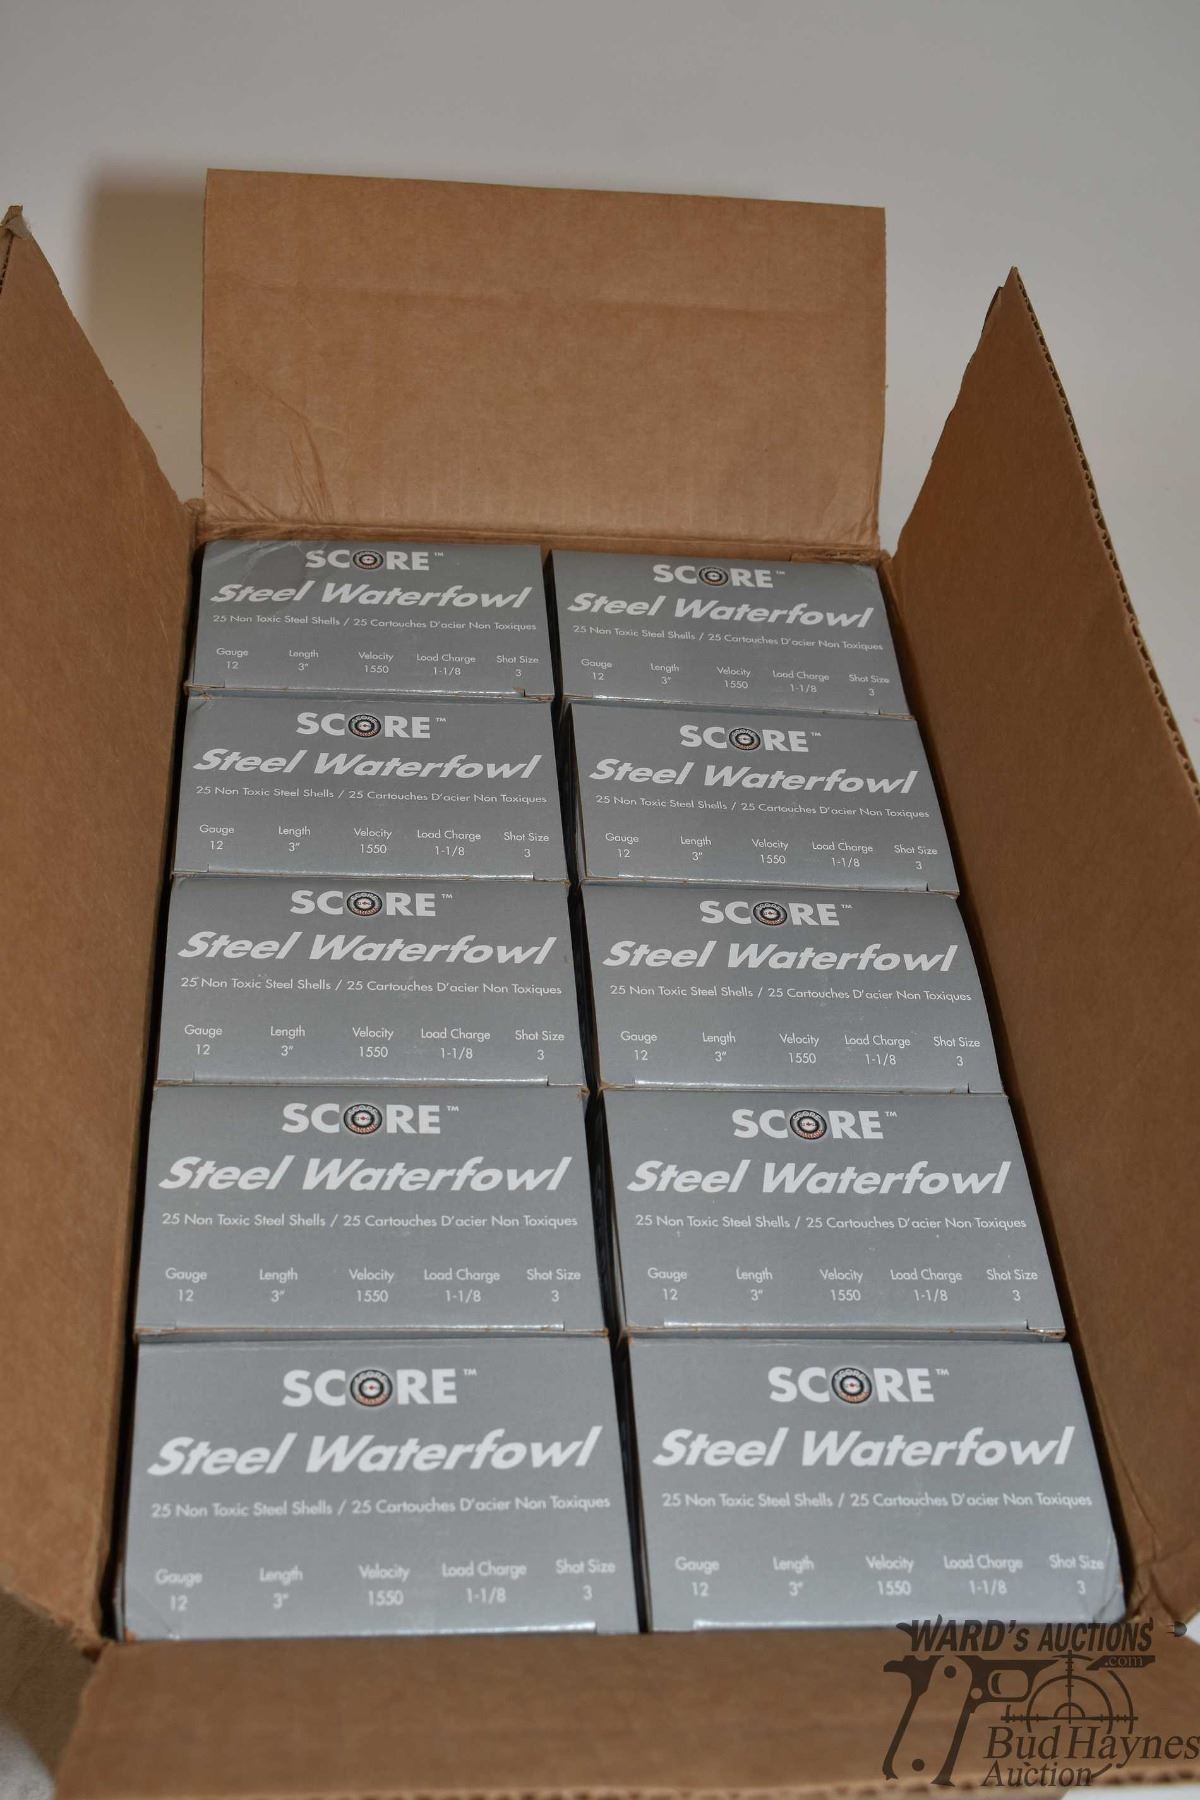 SCORE™
Steel Waterfowl
25 Non Toxic Steel Shells / 25 Cartouches D'acier Non Toxiques
Gauge Length Velocity Load Charge Shot Size
12 3" 1550 1-1/8 3
SCORE™
Steel Waterfowl
25 Non Toxic Steel Shells / 25 Cartouches D'acier Non Toxiques
Gauge Length Velocity Load Charge Shot Size
12 3" 1550 1-1/8 3
SCORE™
Steel Waterfowl
25 Non Toxic Steel Shells / 25 Cartouches D'acier Non Toxiques
Gauge Length Velocity Load Charge Shot Size
12 3" 1550 1-1/8 3
SCORE™
Steel Waterfowl
25 Non Toxic Steel Shells / 25 Cartouches D'acier Non Toxiques
Gauge Length Velocity Load Charge Shot Size
12 3" 1550 1-1/8 3
SCORE™
Steel Waterfowl
25 Non Toxic Steel Shells / 25 Cartouches D'acier Non Toxiques
Gauge Length Velocity Load Charge Shot Size
12 3" 1550 1-1/8 3
SCORE™
Steel Waterfowl
25 Non Toxic Steel Shells / 25 Cartouches D'acier Non Toxiques
Gauge Length Velocity Load Charge Shot Size
12 3" 1550 1-1/8 3
SCORE™
Steel Waterfowl
25 Non Toxic Steel Shells / 25 Cartouches D'acier Non Toxiques
Gauge Length Velocity Load Charge Shot Size
12 3" 1550 1-1/8 3
SCORE™
Steel Waterfowl
25 Non Toxic Steel Shells / 25 Cartouches D'acier Non Toxiques
Gauge Length Velocity Load Charge Shot Size
12 3" 1550 1-1/8 3
SCORE™
Steel Waterfowl
25 Non Toxic Steel Shells / 25 Cartouches D'acier Non Toxiques
Gauge Length Velocity Load Charge Shot Size
12 3" 1550 1-1/8 3
SCORE™
Steel Waterfowl
25 Non Toxic Steel Shells / 25 Cartouches D'acier Non Toxiques
Gauge Length Velocity Load Charge Shot Size
12 3" 1550 1-1/8 3
WARD's AUCTIONS
.com
Bud Haynes
Auction